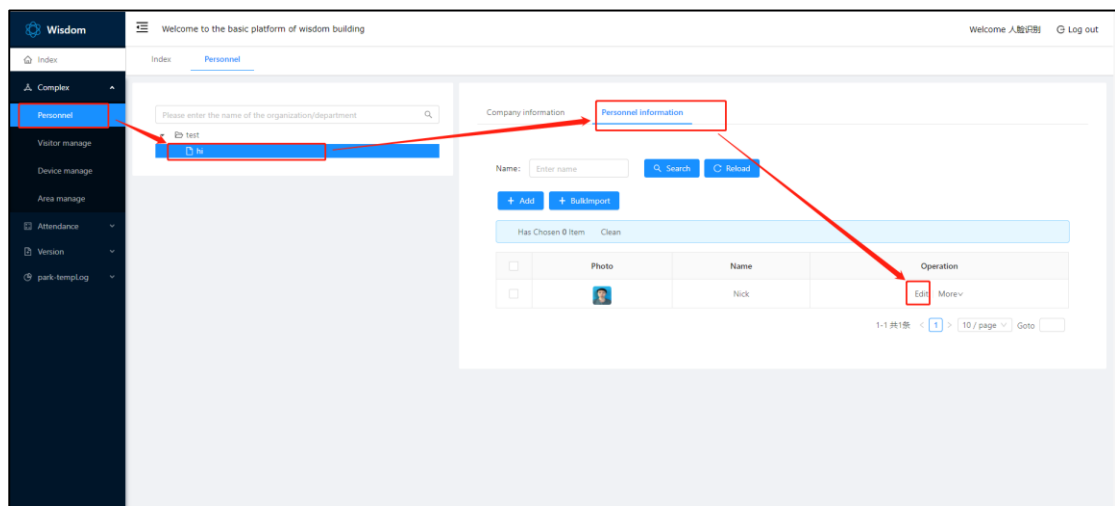 Wisdom
Welcome to the basic platform of wisdom building
Welcome 人脸识别
Log out
Index
Complex
Personnel
Visitor manage
Device manage
Area manage
Attendance
Version
park-tempLog
Index
Personnel
Please enter the name of the organization/department
test
hi
Company information
Personnel information
Name:
Enter name
Search
Reload
+ Add
+ BulkImport
Has Chosen 0 Item
Clean
Photo
Name
Operation
Nick
Edit
More
1-1 共1条 < 1 > 10 / page Goto